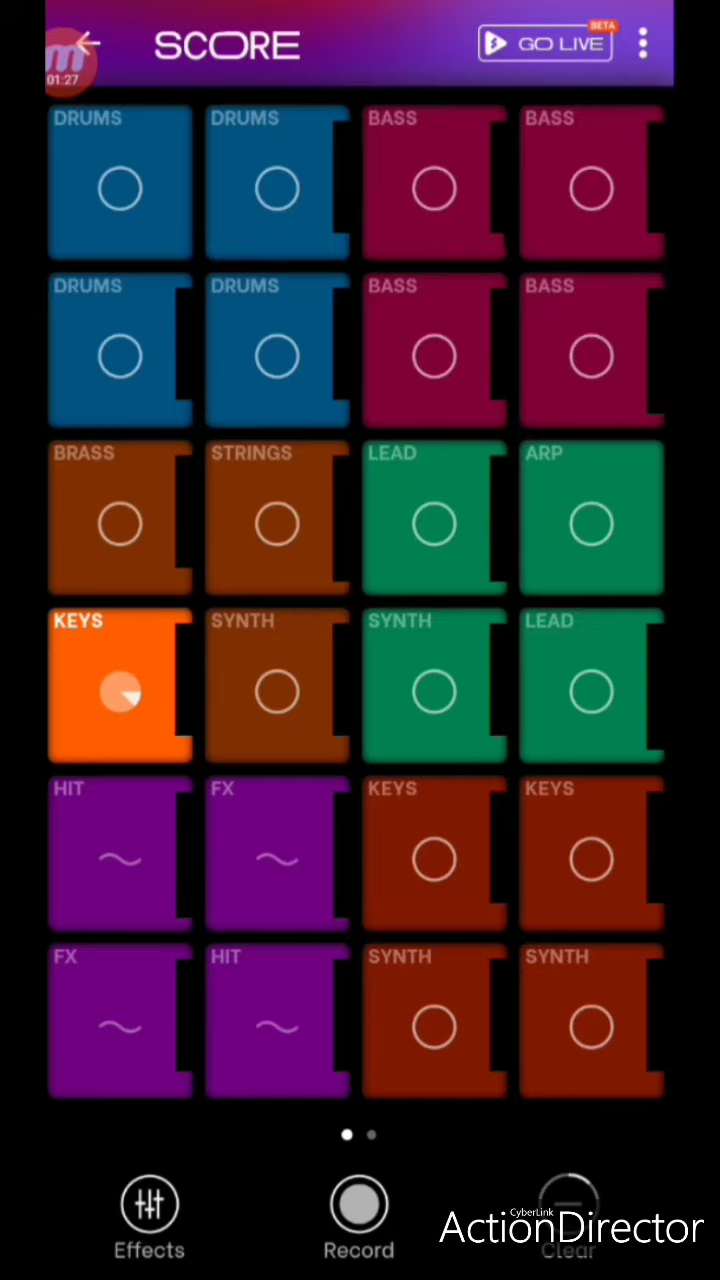 SCORE
BETA
GO LIVE
m
01:27
DRUMS DRUMS BASS BASS
DRUMS DRUMS BASS BASS
BRASS STRINGS LEAD ARP
KEYS SYNTH SYNTH LEAD
HIT FX KEYS KEYS
FX HIT SYNTH SYNTH
CyberLink
ActionDirector
Effects Record Clear